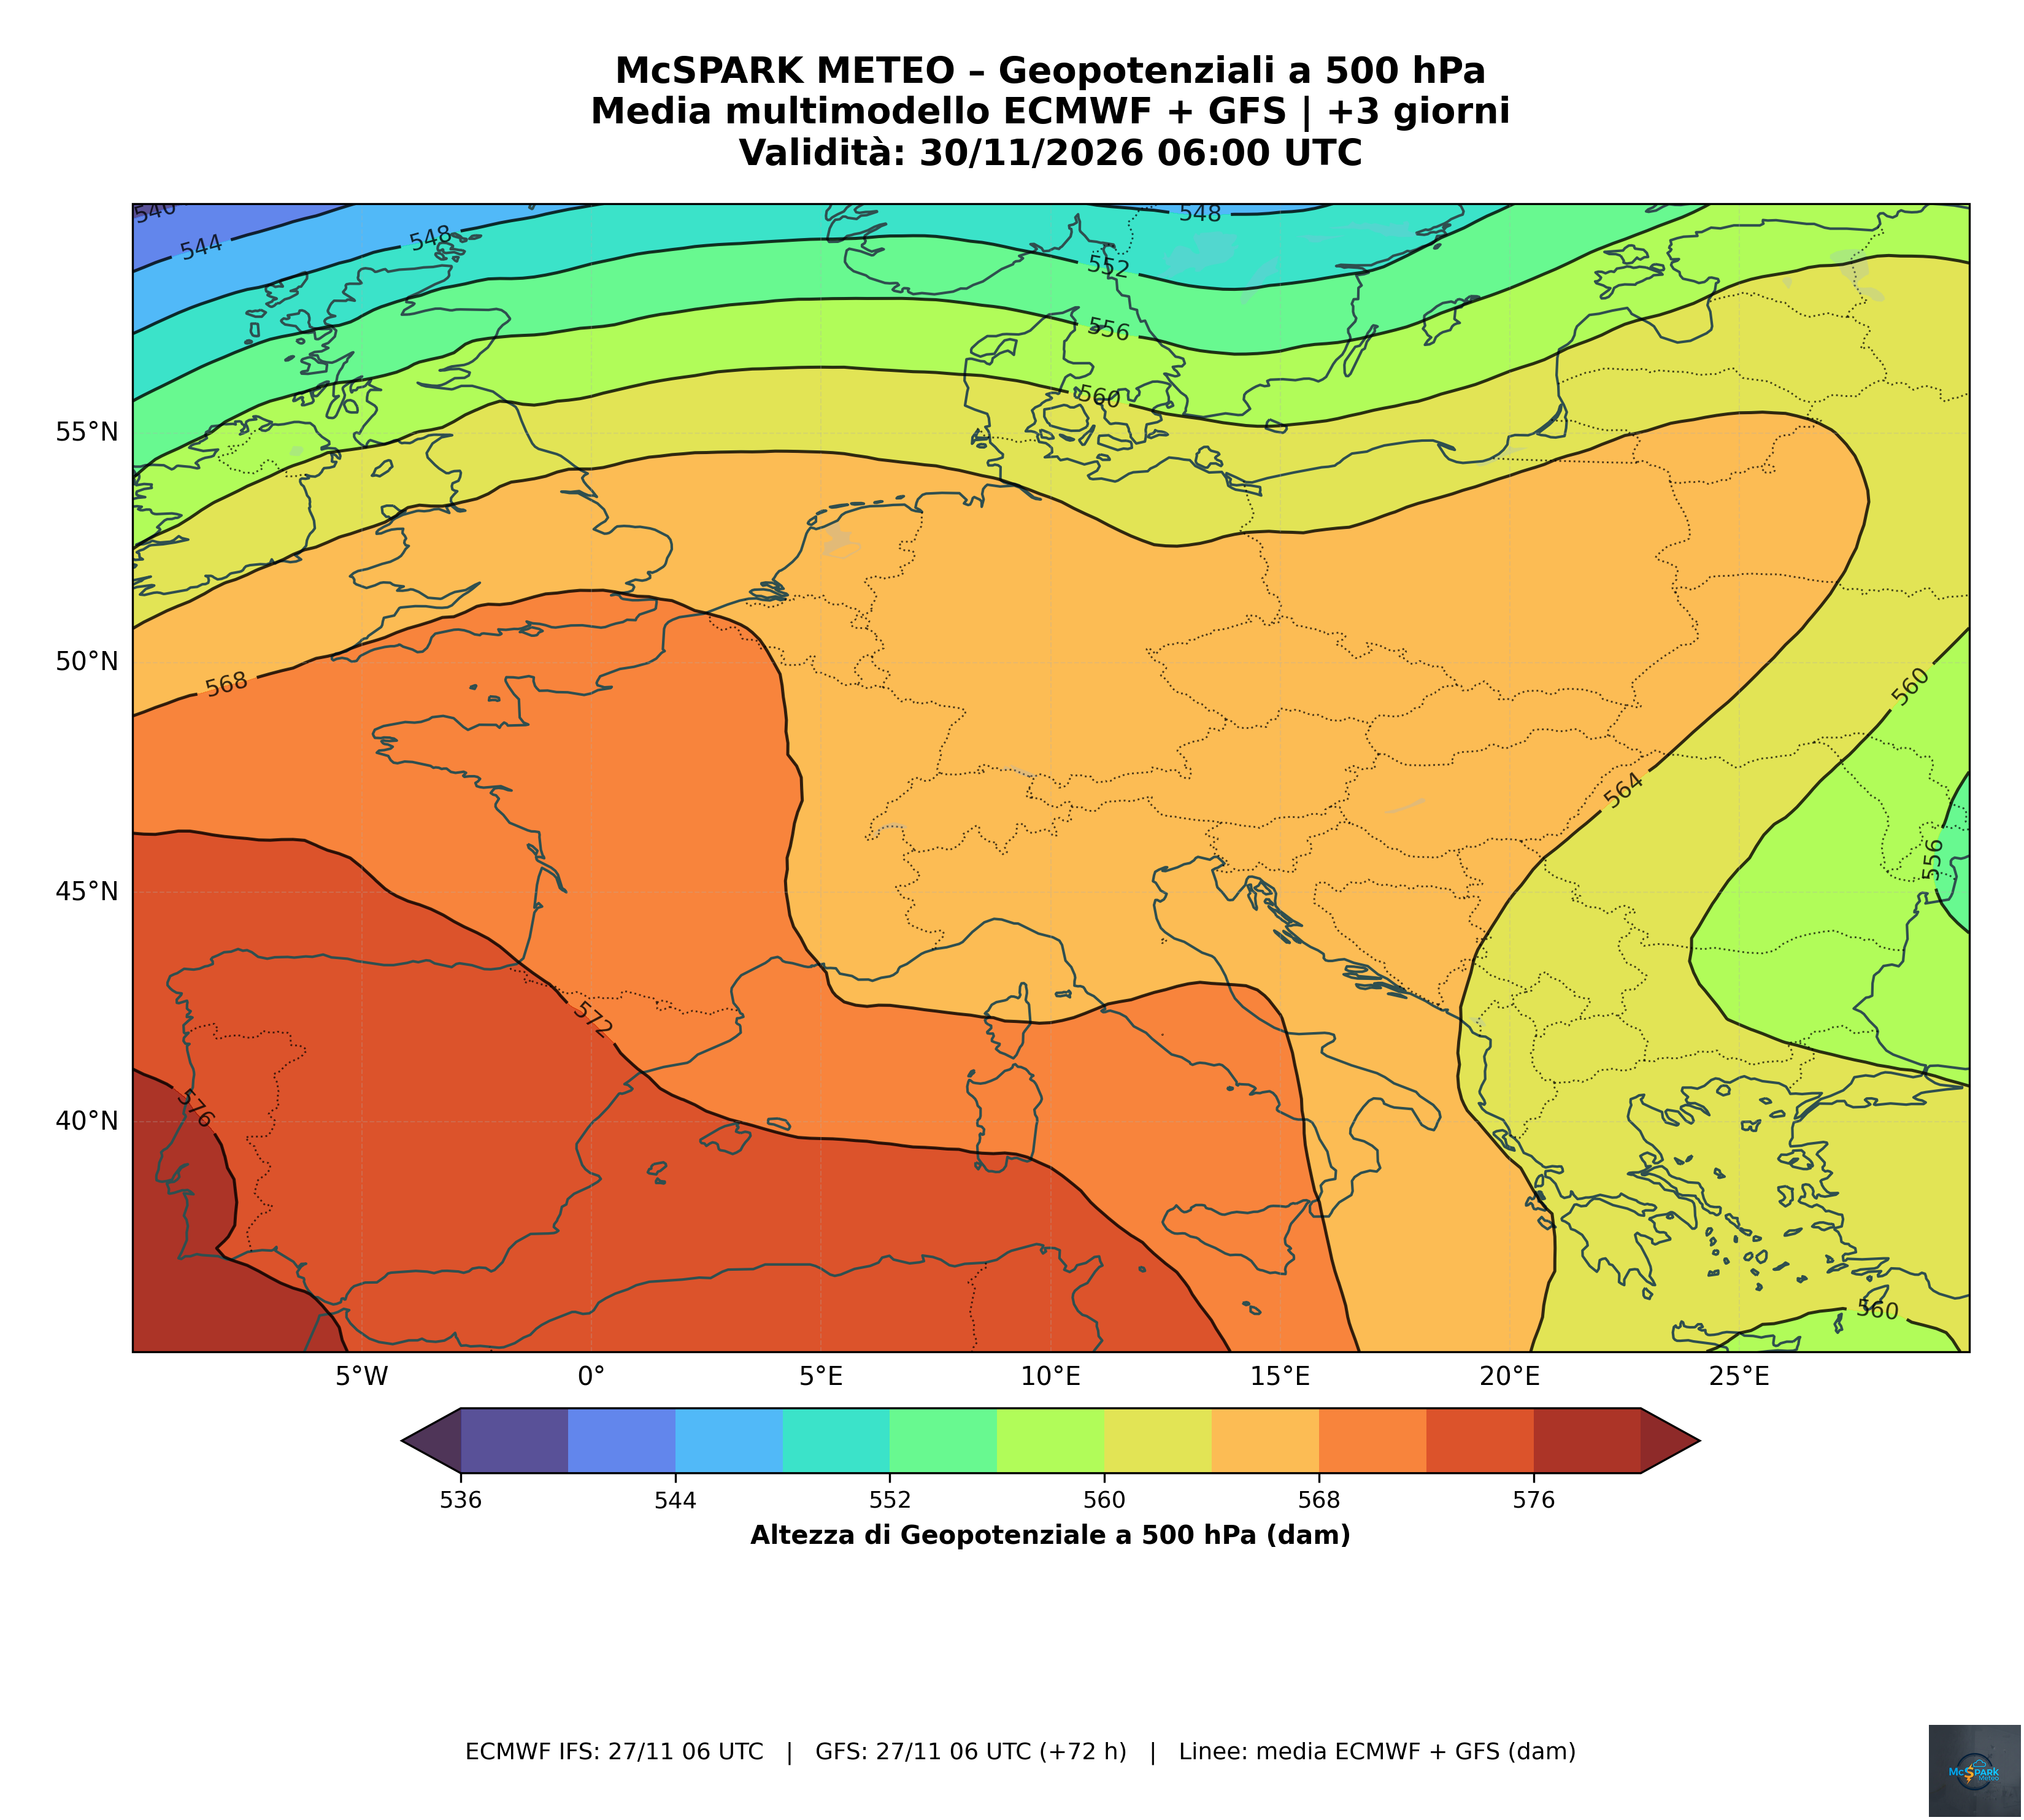 McSPARK METEO – Geopotenziali a 500 hPa
Media multimodello ECMWF + GFS | +3 giorni
Validità: 30/11/2026 06:00 UTC
544
548
548
552
556
560
568
560
564
556
572
576
560
55°N
50°N
45°N
40°N
5°W 0° 5°E 10°E 15°E 20°E 25°E
536 544 552 560 568 576
Altezza di Geopotenziale a 500 hPa (dam)
ECMWF IFS: 27/11 06 UTC | GFS: 27/11 06 UTC (+72 h) | Linee: media ECMWF + GFS (dam)
McSPARK
Meteo